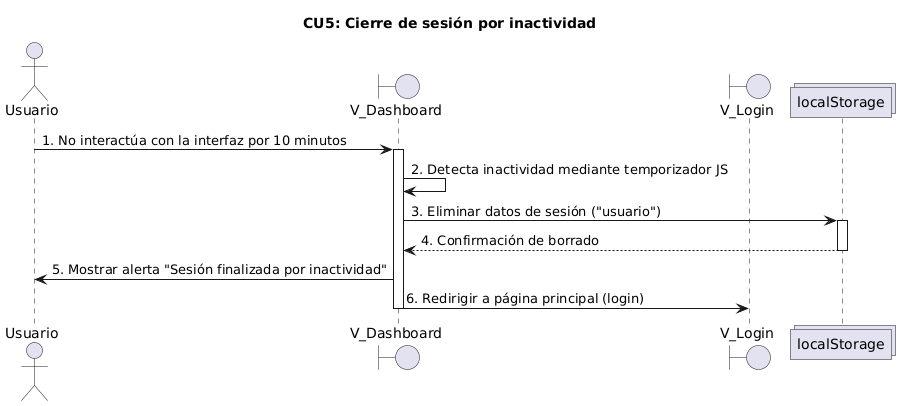 CU5: Cierre de sesión por inactividad
Usuario
V_Dashboard
V_Login
localStorage
1. No interactúa con la interfaz por 10 minutos
2. Detecta inactividad mediante temporizador JS
3. Eliminar datos de sesión ("usuario")
4. Confirmación de borrado
5. Mostrar alerta "Sesión finalizada por inactividad"
6. Redirigir a página principal (login)
Usuario
V_Dashboard
V_Login
localStorage